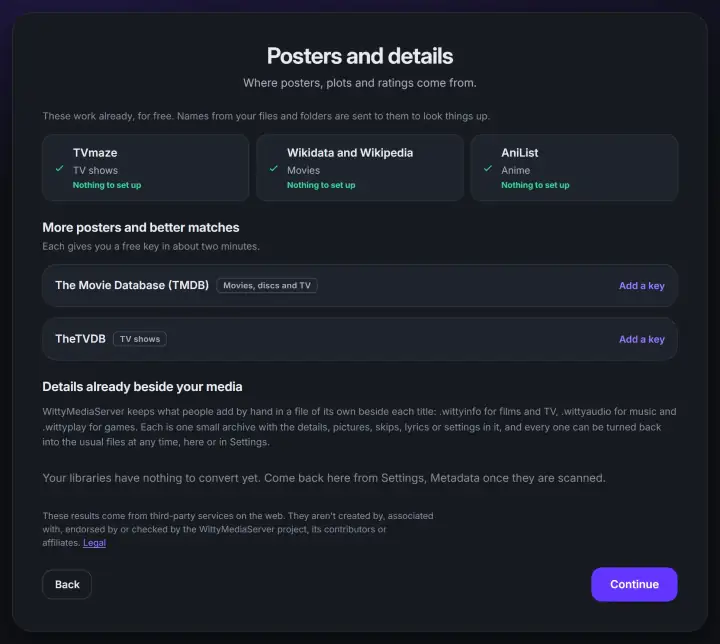 Posters and details
Where posters, plots and ratings come from.
These work already, for free. Names from your files and folders are sent to them to look things up.
TVmaze
TV shows
Nothing to set up
Wikidata and Wikipedia
Movies
Nothing to set up
AniList
Anime
Nothing to set up
More posters and better matches
Each gives you a free key in about two minutes.
The Movie Database (TMDB) Movies, discs and TV Add a key
TheTVDB TV shows Add a key
Details already beside your media
WittyMediaServer keeps what people add by hand in a file of its own beside each title: .wittyinfo for films and TV, .wittyaudio for music and
.wittyplay for games. Each is one small archive with the details, pictures, skips, lyrics or settings in it, and every one can be turned back
into the usual files at any time, here or in Settings.
Your libraries have nothing to convert yet. Come back here from Settings, Metadata once they are scanned.
These results come from third-party services on the web. They aren't created by, associated
with, endorsed by or checked by the WittyMediaServer project, its contributors or
affiliates. Legal
Back
Continue